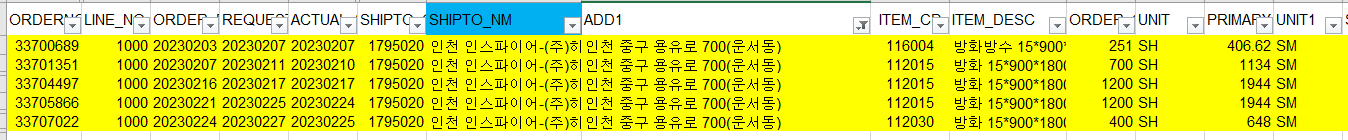 ORDERN LINE_NO ORDER_ REQUES ACTUAL SHIPTO_ SHIPTO_NM ADD1 ITEM_CD ITEM_DESC ORDER_ UNIT PRIMARY UNIT1
33700689 1000 20230203 20230207 20230207 1795020 인천 인스파이어-(주)히 인천 중구 용유로 700(운서동) 116004 방화방수 15*900* 251 SH 406.62 SM
33701351 1000 20230207 20230211 20230210 1795020 인천 인스파이어-(주)히 인천 중구 용유로 700(운서동) 112015 방화 15*900*1800 700 SH 1134 SM
33704497 1000 20230216 20230217 20230217 1795020 인천 인스파이어-(주)히 인천 중구 용유로 700(운서동) 112015 방화 15*900*1800 1200 SH 1944 SM
33705866 1000 20230221 20230225 20230224 1795020 인천 인스파이어-(주)히 인천 중구 용유로 700(운서동) 112015 방화 15*900*1800 1200 SH 1944 SM
33707022 1000 20230224 20230227 20230225 1795020 인천 인스파이어-(주)히 인천 중구 용유로 700(운서동) 112030 방화 15*900*1800 400 SH 648 SM